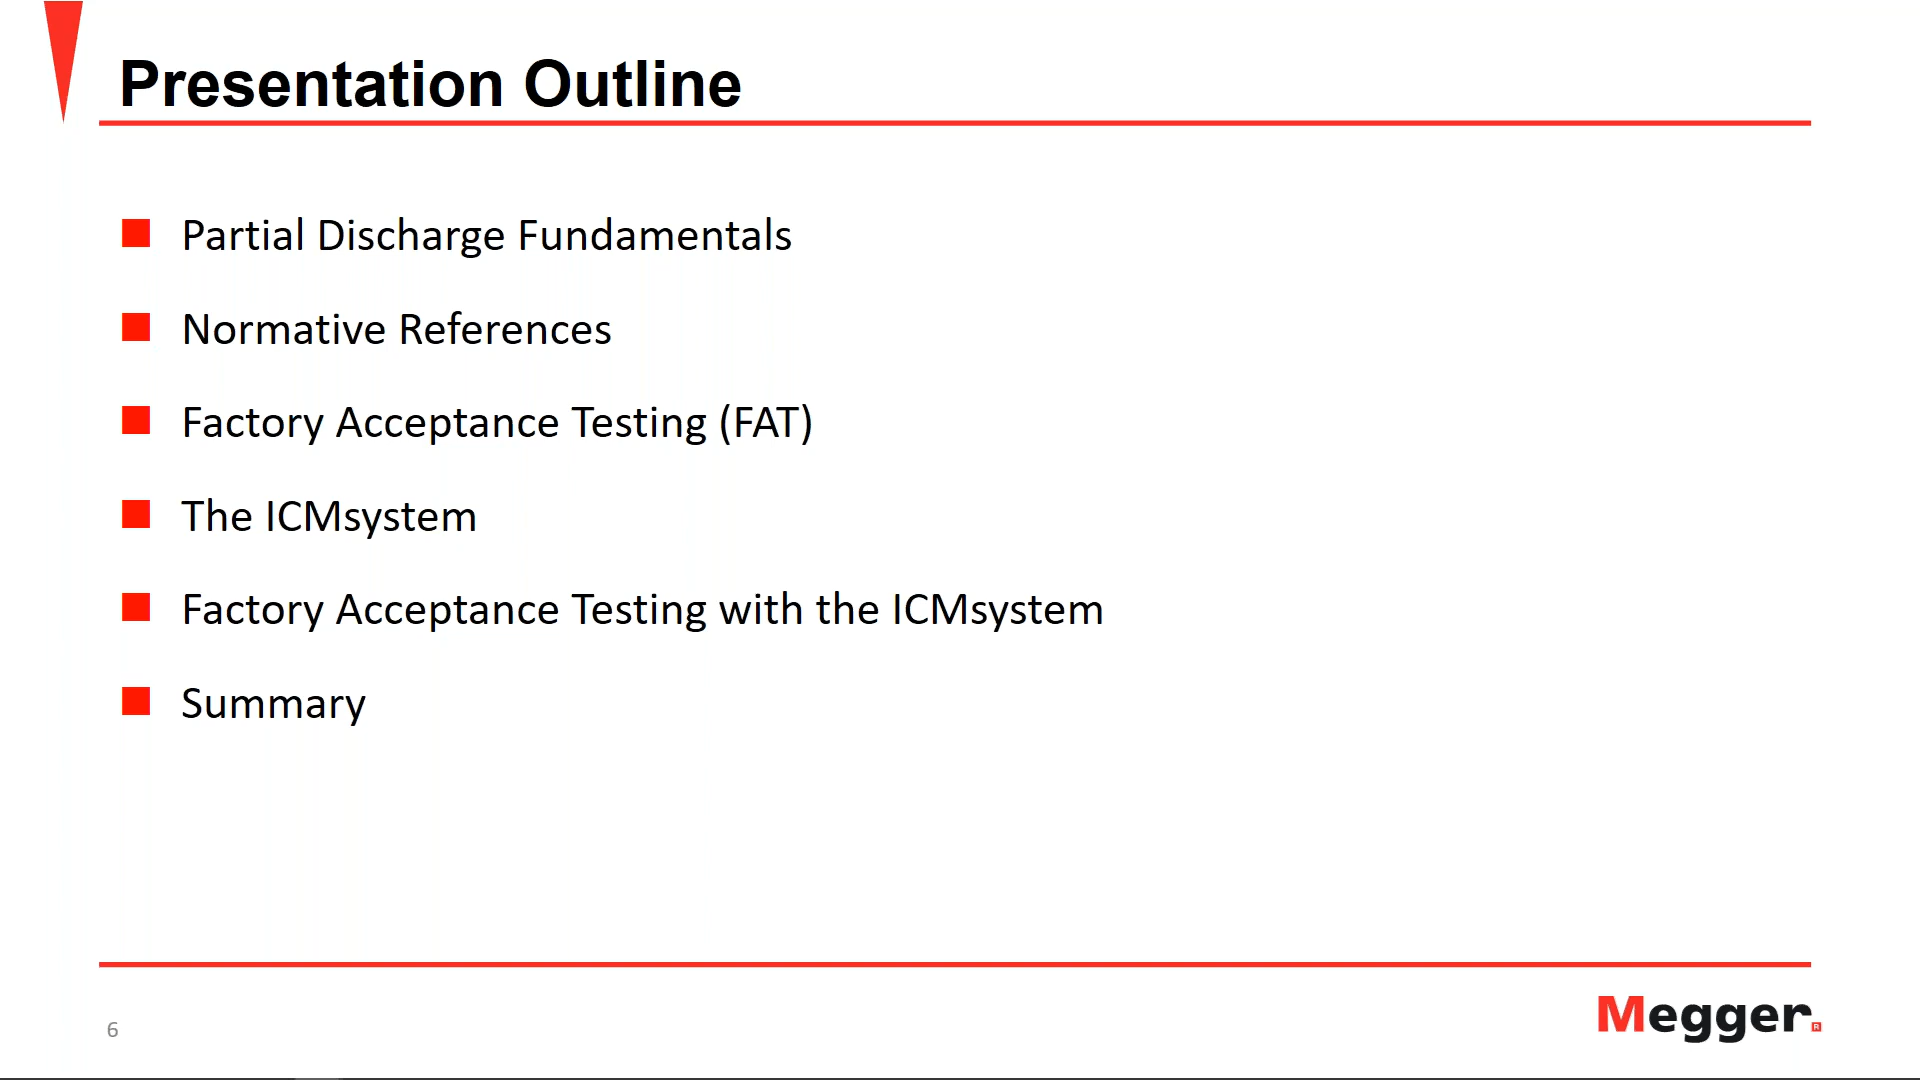 Presentation Outline
Partial Discharge Fundamentals
Normative References
Factory Acceptance Testing (FAT)
The ICMsystem
Factory Acceptance Testing with the ICMsystem
Summary
6
Megger®